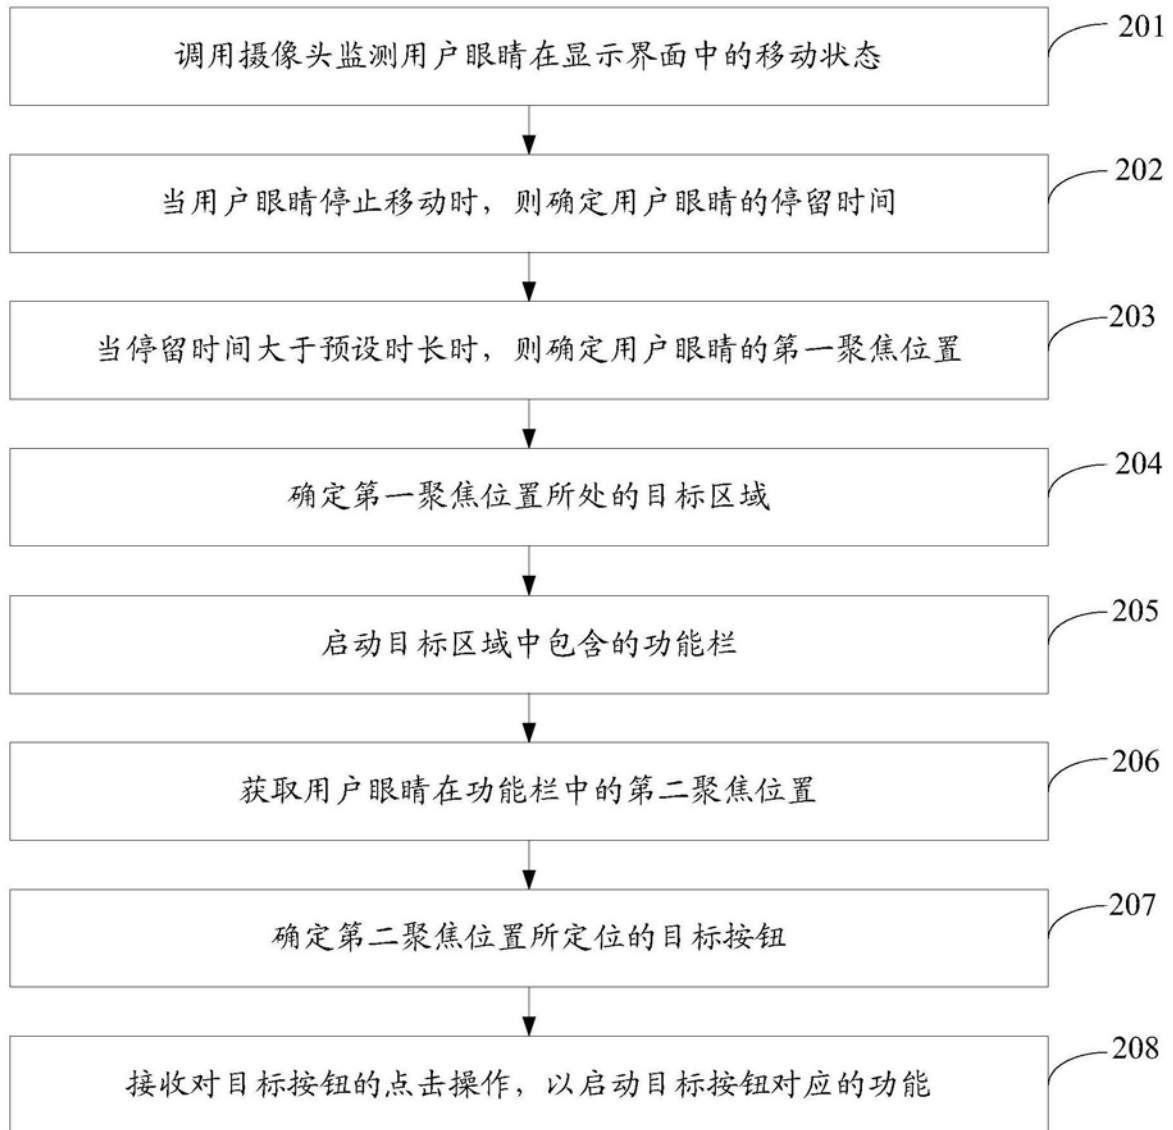 调用摄像头监测用户眼睛在显示界面中的移动状态
201
当用户眼睛停止移动时，则确定用户眼睛的停留时间
202
当停留时间大于预设时长时，则确定用户眼睛的第一聚焦位置
203
确定第一聚焦位置所处的目标区域
204
启动目标区域中包含的功能栏
205
获取用户眼睛在功能栏中的第二聚焦位置
206
确定第二聚焦位置所定位的目标按钮
207
接收对目标按钮的点击操作，以启动目标按钮对应的功能
208